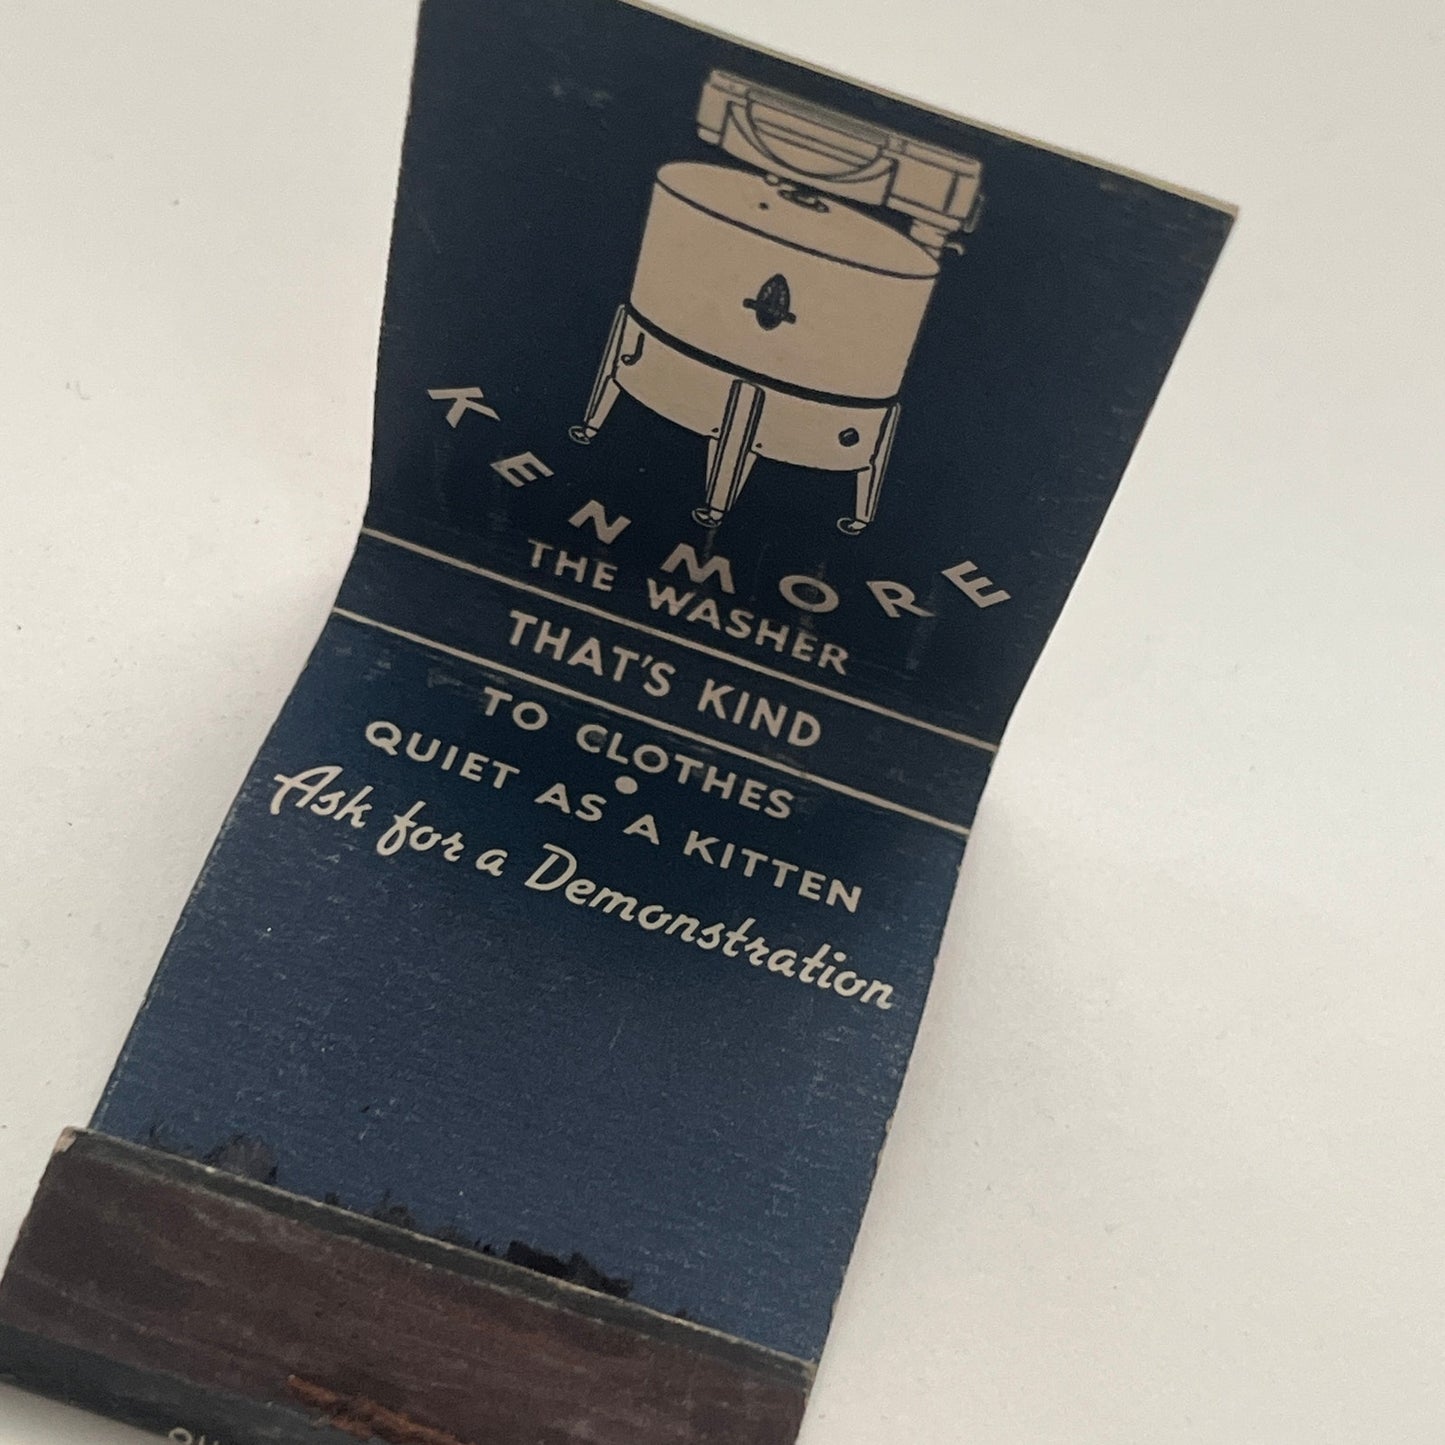 KENMORE
THE WASHER
THAT'S KIND
TO CLOTHES
QUIET AS A KITTEN
Ask for a Demonstration